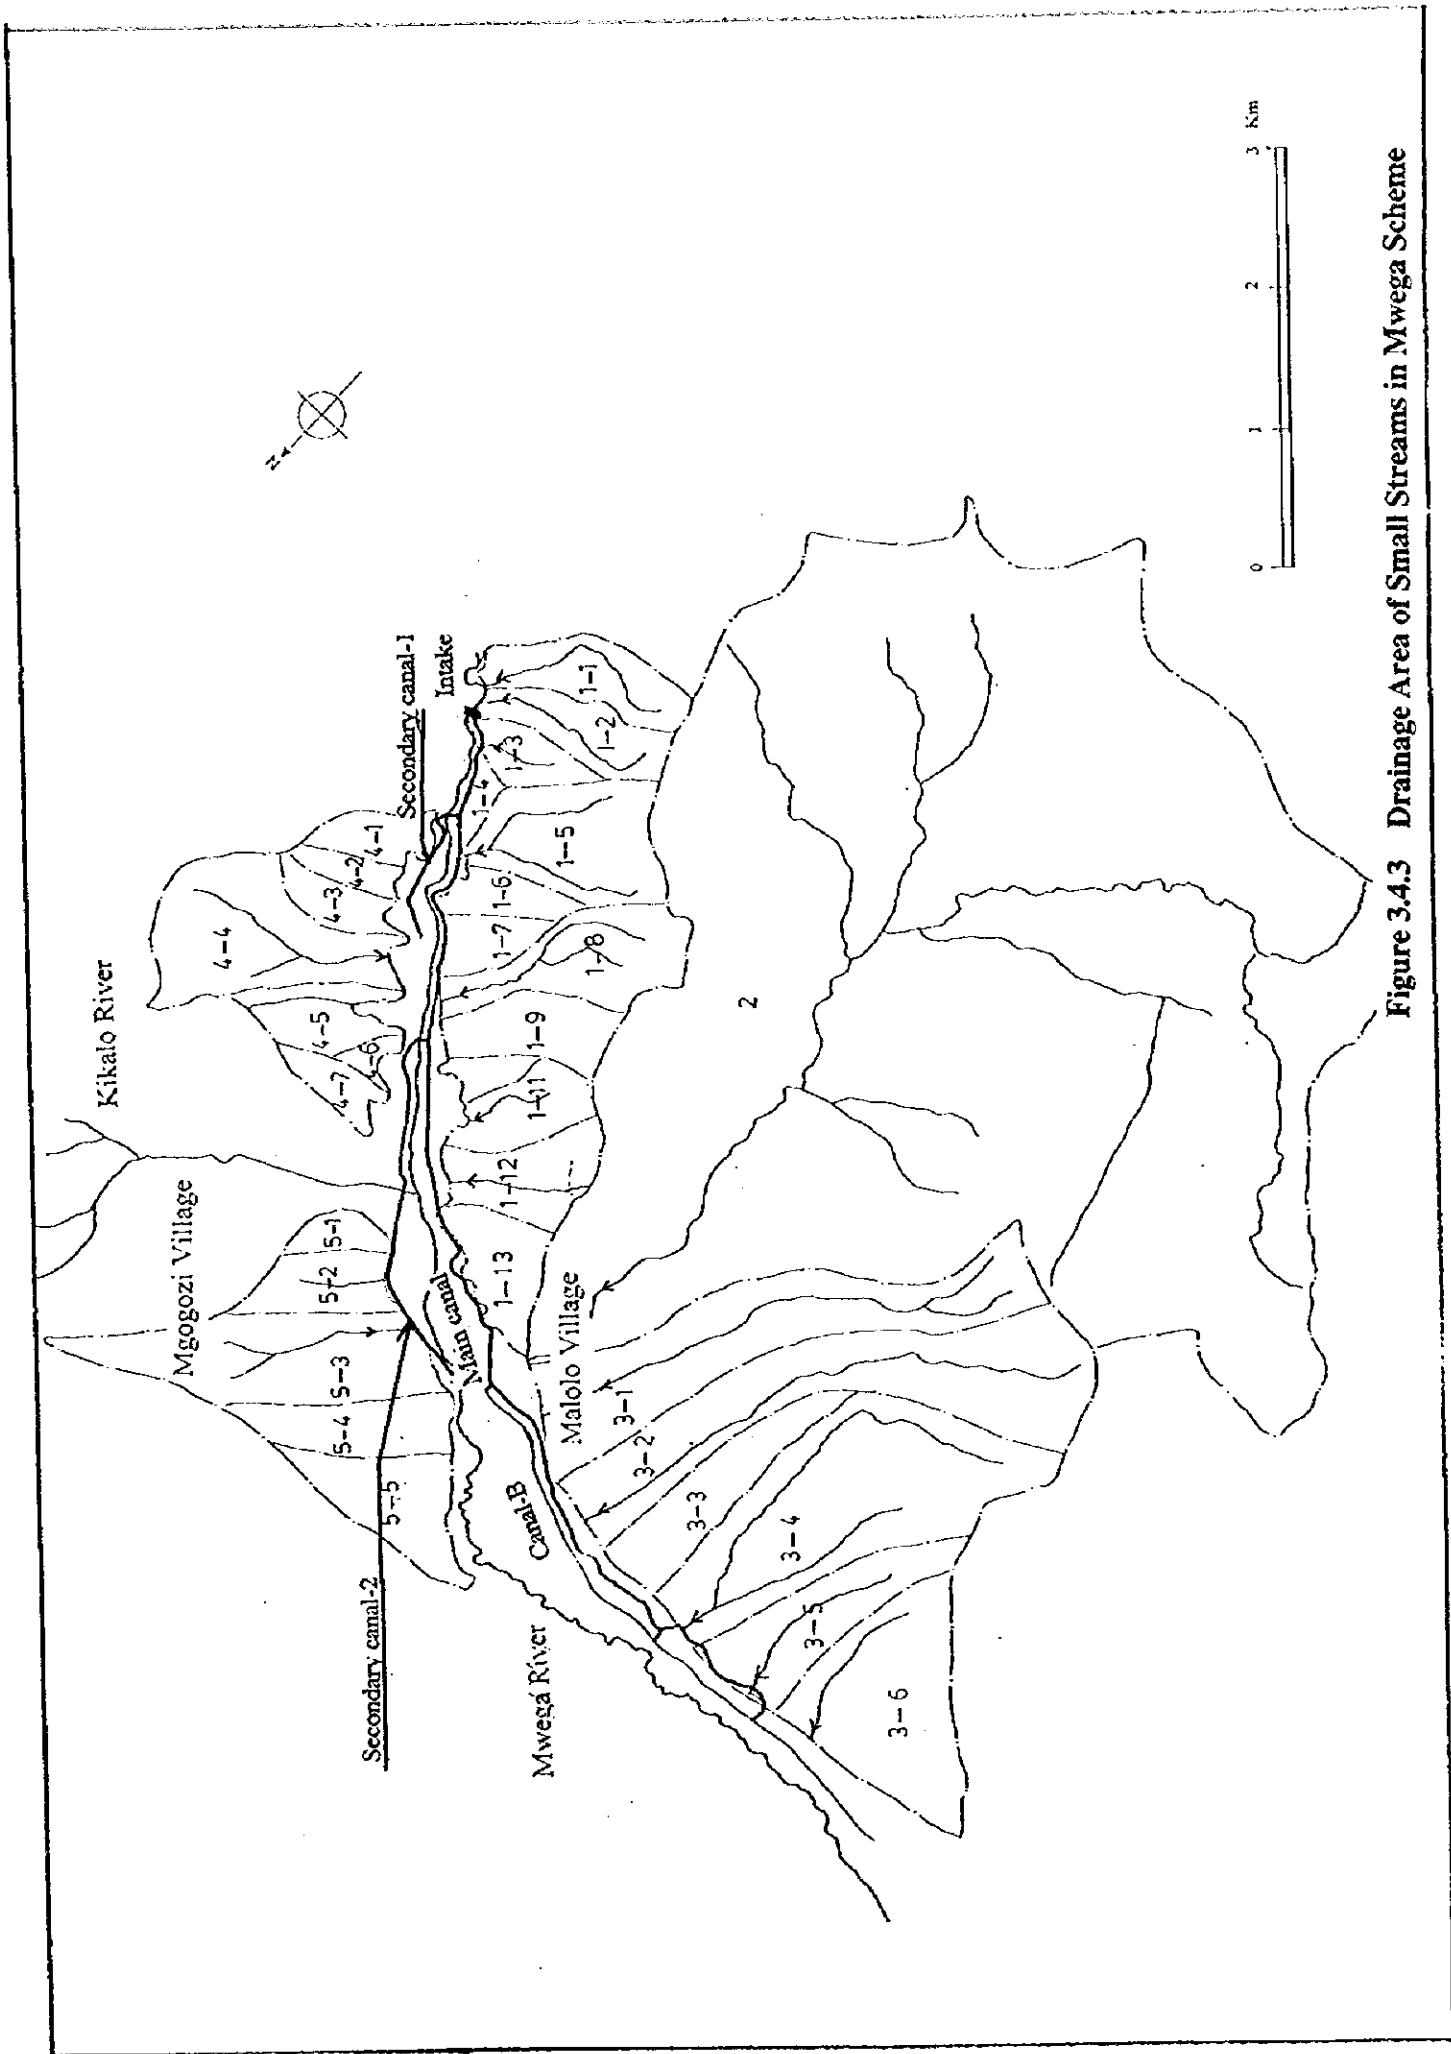 Kikalo River
Mgogozi Village
Secondary canal-1
Intake
Secondary canal-2
Mwega River
Main canal
Canal-B
Malolo Village
N
4-4
4-3
4-2
4-1
4-5
4-6
4-7
5-1
5-2
5-3
5-4
5-5
1-1
1-2
1-3
1-4
1-5
1-6
1-7
1-8
1-9
1-11
1-12
1-13
2
3-1
3-2
3-3
3-4
3-5
3-6
0 1 2 3 Km
Figure 3.4.3 Drainage Area of Small Streams in Mwega Scheme